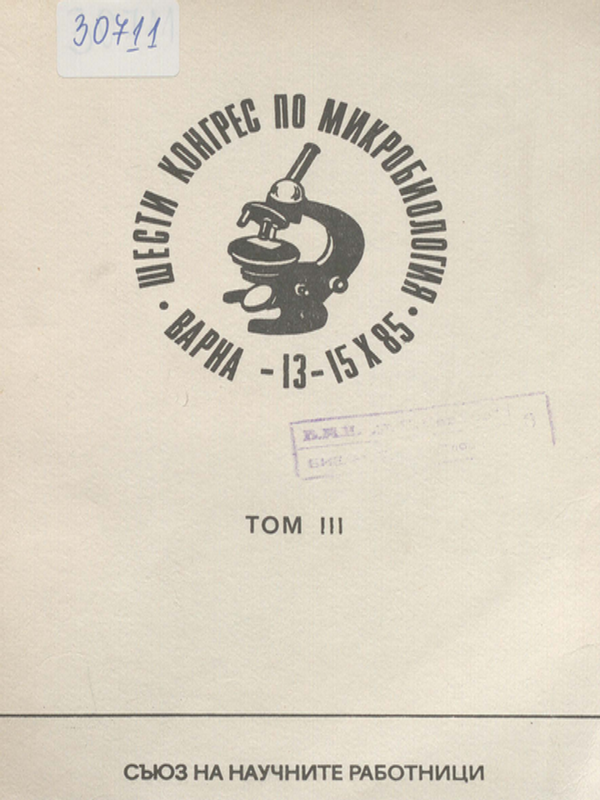 30711
ШЕСТИ КОНГРЕС ПО МИКРОБИОЛОГИЯ
• ВАРНА - 13 - 15 X 85 •
ТОМ III
СЪЮЗ НА НАУЧНИТЕ РАБОТНИЦИ